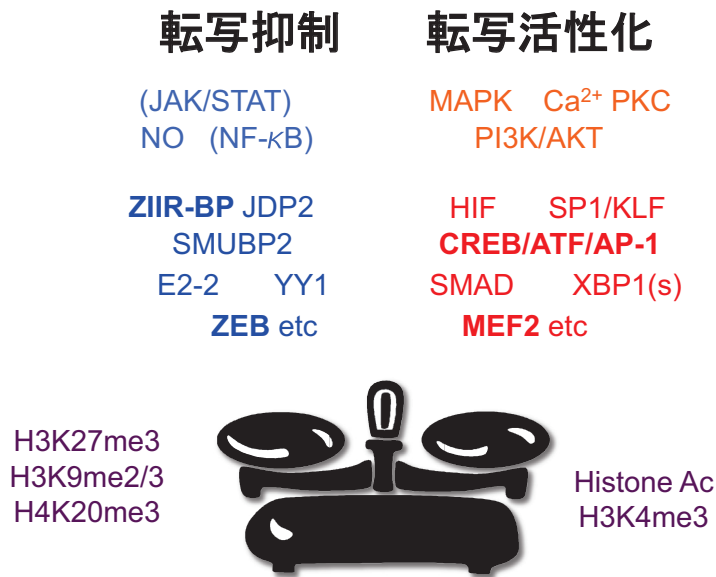 転写抑制
(JAK/STAT)
NO (NF-κB)
ZIIR-BP JDP2
SMUBP2
E2-2 YY1
ZEB etc
転写活性化
MAPK Ca²⁺ PKC
PI3K/AKT
HIF SP1/KLF
CREB/ATF/AP-1
SMAD XBP1(s)
MEF2 etc
H3K27me3
H3K9me2/3
H4K20me3
Histone Ac
H3K4me3